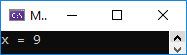 M...
x = 9